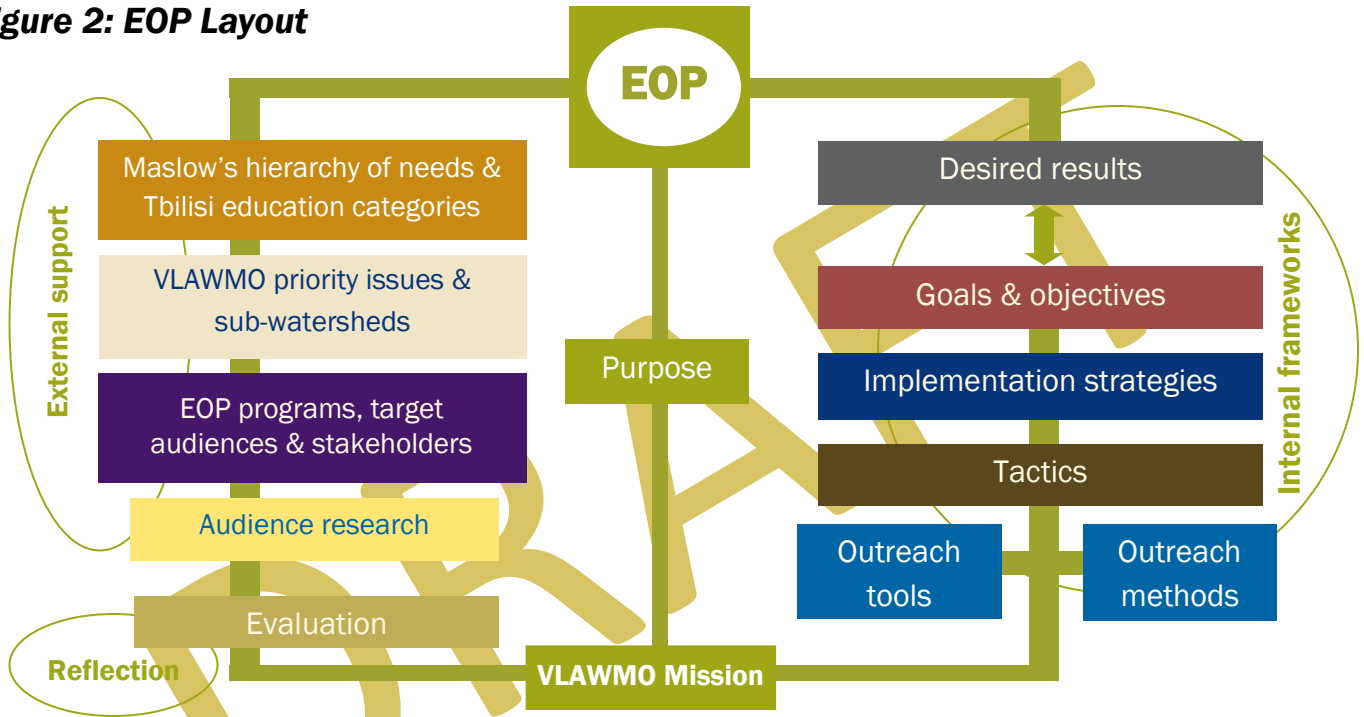 igure 2: EOP Layout
EOP
Maslow's hierarchy of needs &
Tbilisi education categories
VLAWMO priority issues &
sub-watersheds
EOP programs, target
audiences & stakeholders
Audience research
Evaluation
External support
Reflection
Purpose
VLAWMO Mission
Desired results
Goals & objectives
Implementation strategies
Tactics
Outreach
tools
Outreach
methods
Internal frameworks
DRAFT